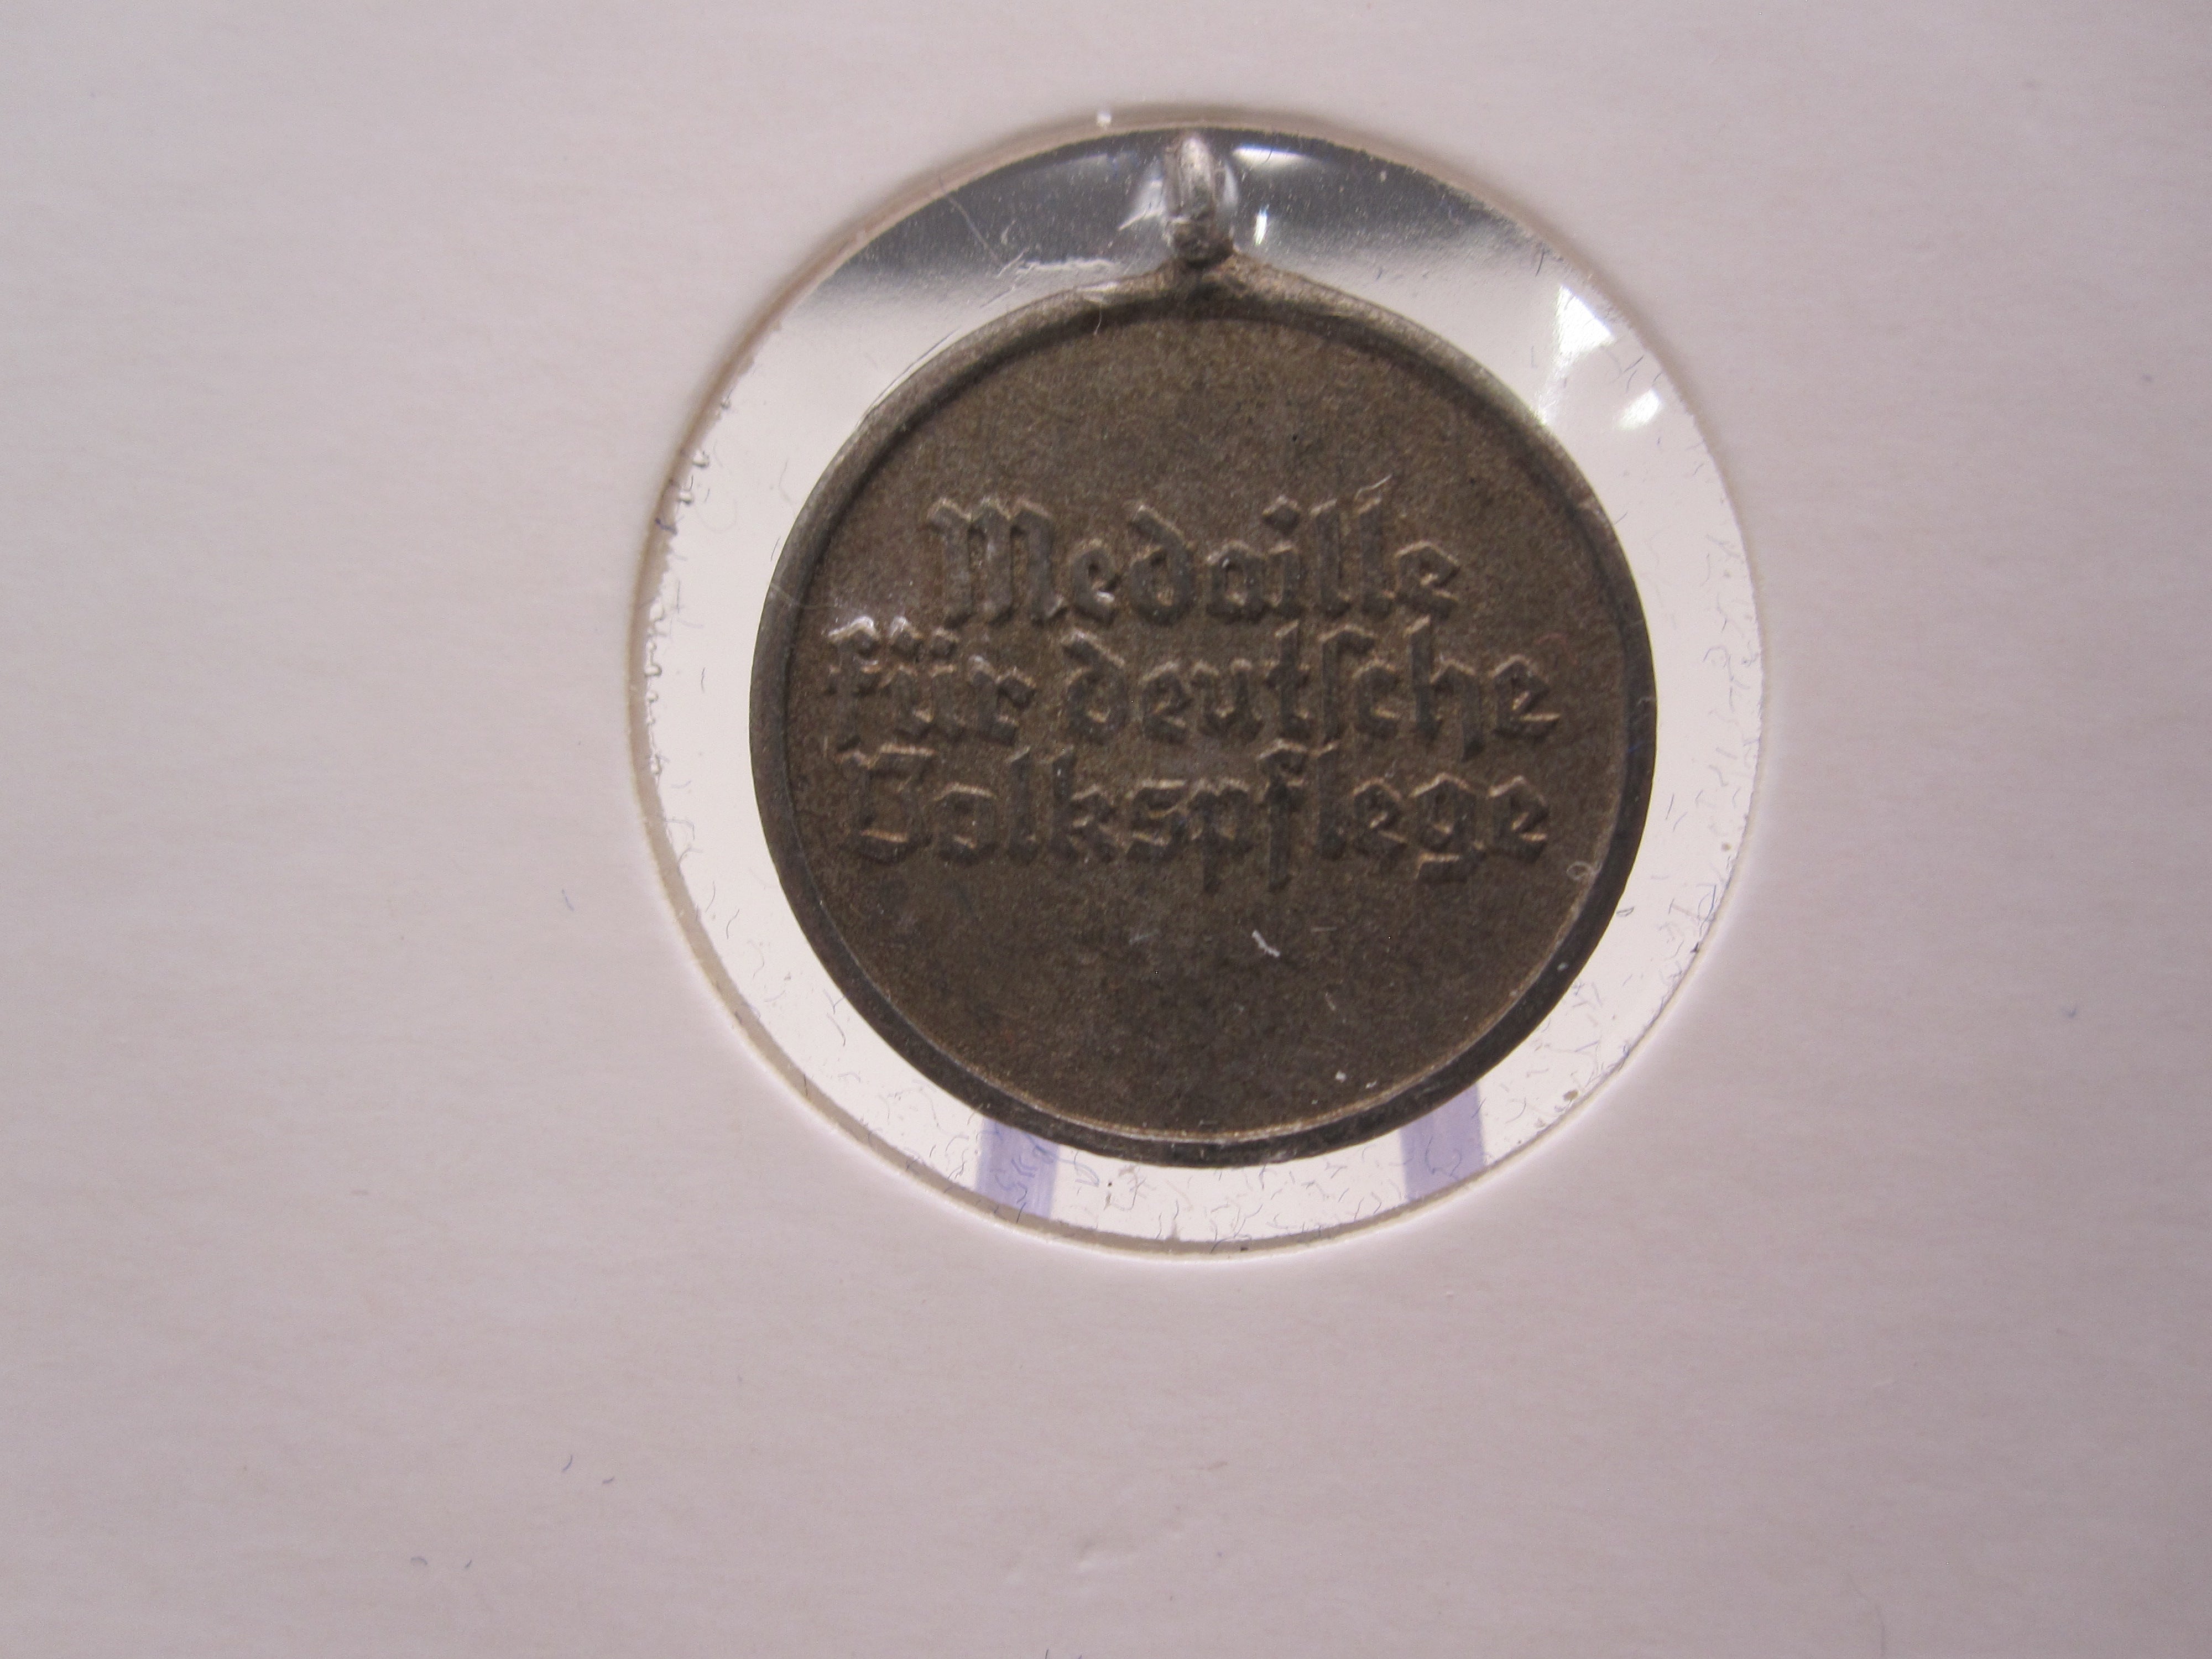 Medaille
für deutſche
Volkspflege